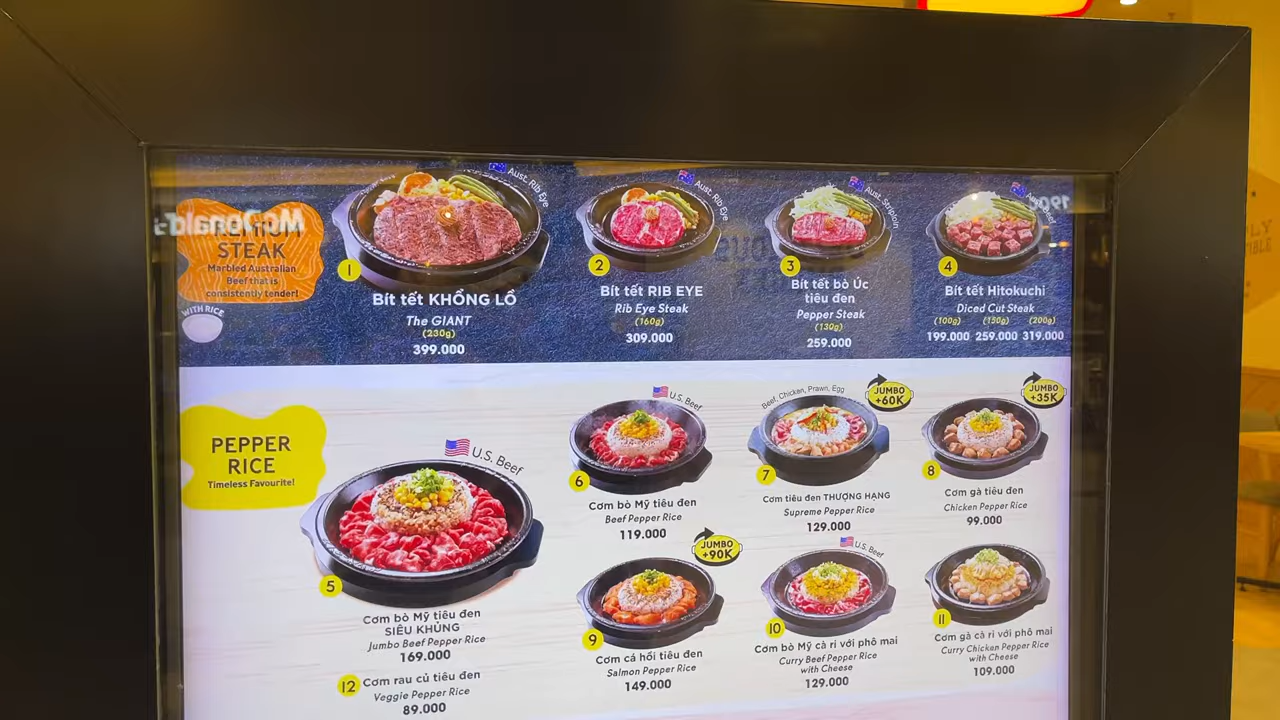 McDonald's
STEAK
Marbled Australian
Beef that is
consistently tender!
WITH RICE
Aust. Rib Eye
1
Bít tết KHỔNG LỒ
The GIANT
(230g)
399.000
Aust. Rib Eye
2
Bít tết RIB EYE
Rib Eye Steak
(160g)
309.000
Aust. Striploin
3
Bít tết bò Úc
tiêu đen
Pepper Steak
(130g)
259.000
4
Bít tết Hitokuchi
Diced Cut Steak
(100g) (150g) (200g)
199.000 259.000 319.000
PEPPER
RICE
Timeless Favourite!
U.S. Beef
5
Cơm bò Mỹ tiêu đen
SIÊU KHỦNG
Jumbo Beef Pepper Rice
169.000
U.S. Beef
6
Cơm bò Mỹ tiêu đen
Beef Pepper Rice
119.000
Beef, Chicken, Prawn, Egg
JUMBO
+60K
7
Cơm tiêu đen THƯỢNG HẠNG
Supreme Pepper Rice
129.000
JUMBO
+35K
8
Cơm gà tiêu đen
Chicken Pepper Rice
99.000
JUMBO
+90K
9
Cơm cá hồi tiêu đen
Salmon Pepper Rice
149.000
U.S. Beef
10
Cơm bò Mỹ cà ri với phô mai
Curry Beef Pepper Rice
with Cheese
129.000
11
Cơm gà cà ri với phô mai
Curry Chicken Pepper Rice
with Cheese
109.000
12
Cơm rau củ tiêu đen
Veggie Pepper Rice
89.000